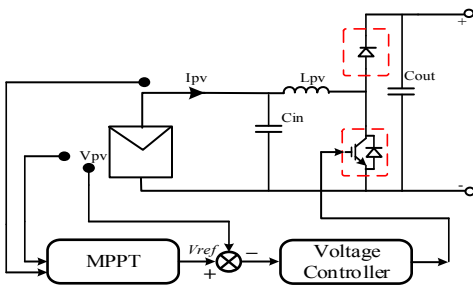 +
Ipv
Lpv
Cout
Cin
Vpv
-
Vref
MPPT
+
−
Voltage
Controller